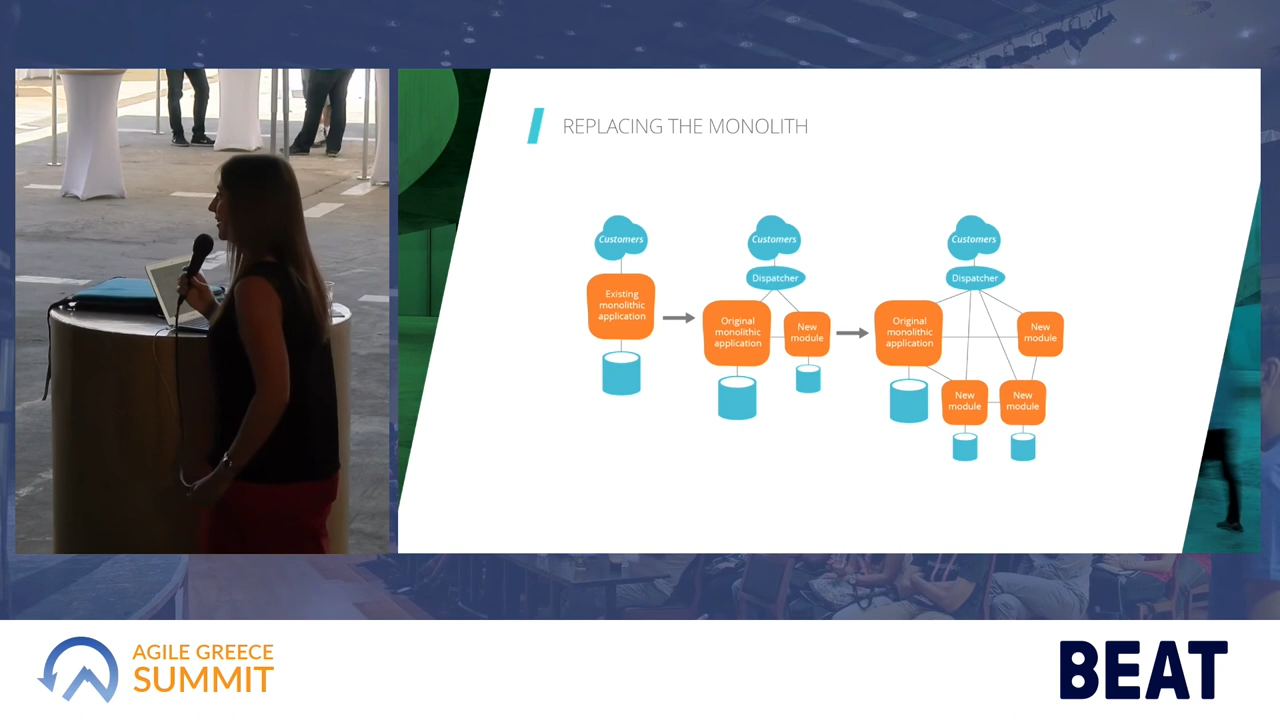 REPLACING THE MONOLITH
Customers
Existing
monolithic
application
Customers
Dispatcher
Original
monolithic
application
New
module
Customers
Dispatcher
Original
monolithic
application
New
module
New
module
New
module
AGILE GREECE
SUMMIT
BEAT